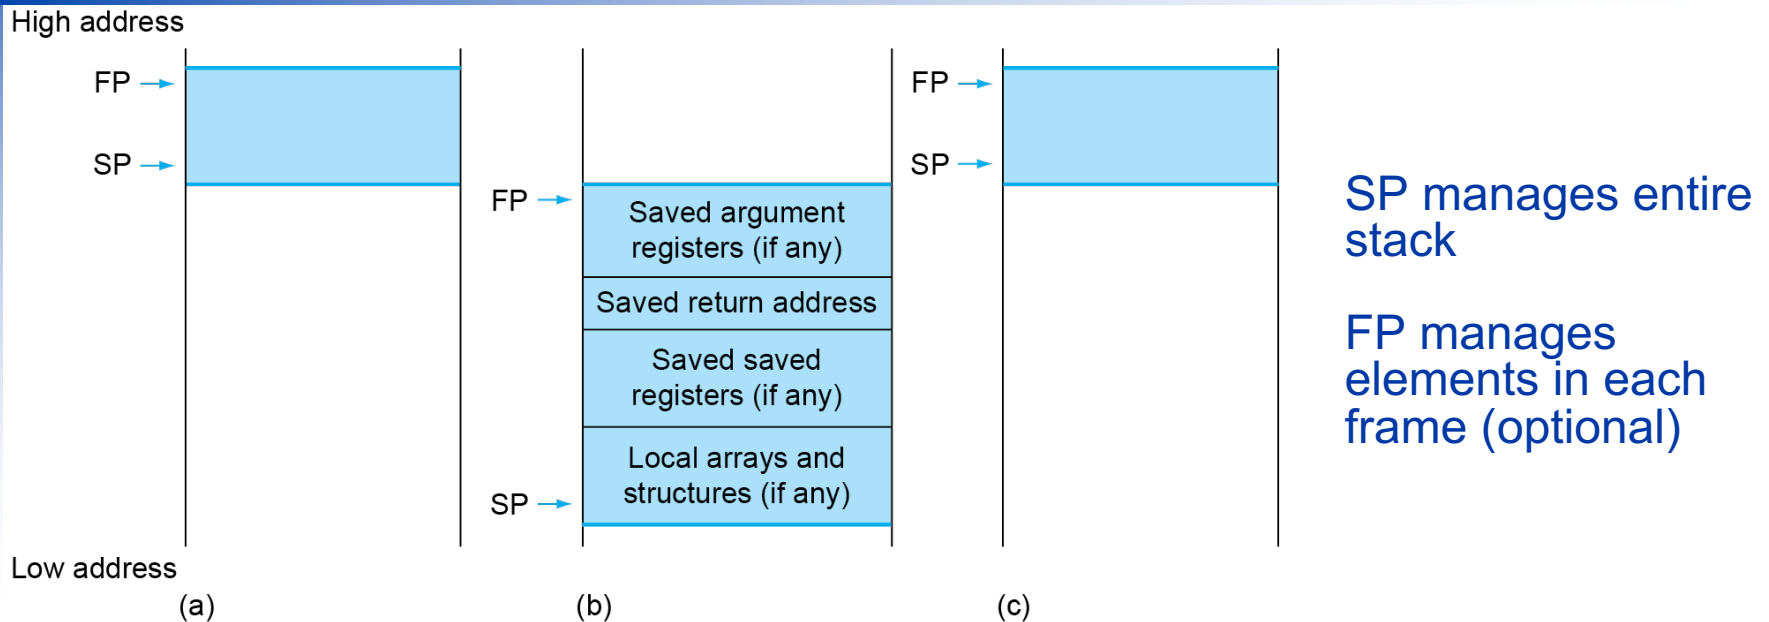 High address
FP
SP
FP
Saved argument
registers (if any)
Saved return address
Saved saved
registers (if any)
Local arrays and
structures (if any)
SP
FP
SP
SP manages entire
stack
FP manages
elements in each
frame (optional)
Low address
(a)
(b)
(c)